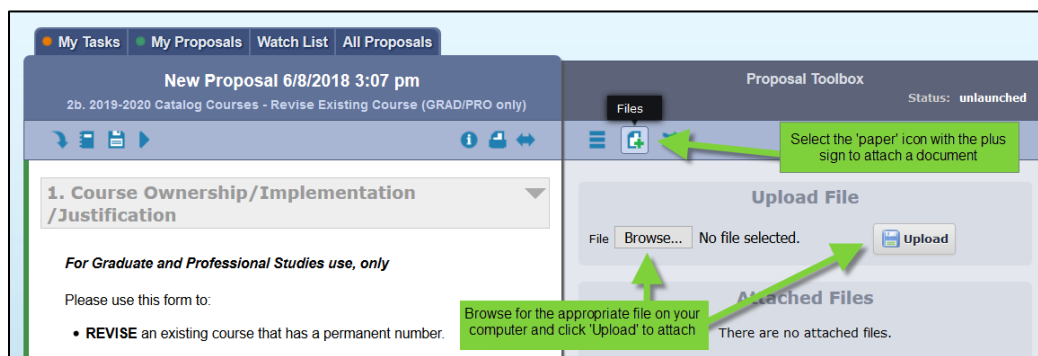 My Tasks My Proposals Watch List All Proposals
New Proposal 6/8/2018 3:07 pm
2b. 2019-2020 Catalog Courses - Revise Existing Course (GRAD/PRO only)
Proposal Toolbox
Status: unlaunched
Files
Select the 'paper' icon with the plus
sign to attach a document
1. Course Ownership/Implementation
/Justification
For Graduate and Professional Studies use, only
Please use this form to:
• REVISE an existing course that has a permanent number.
Upload File
File Browse... No file selected. Upload
Browse for the appropriate file on your
computer and click 'Upload' to attach
Attached Files
There are no attached files.